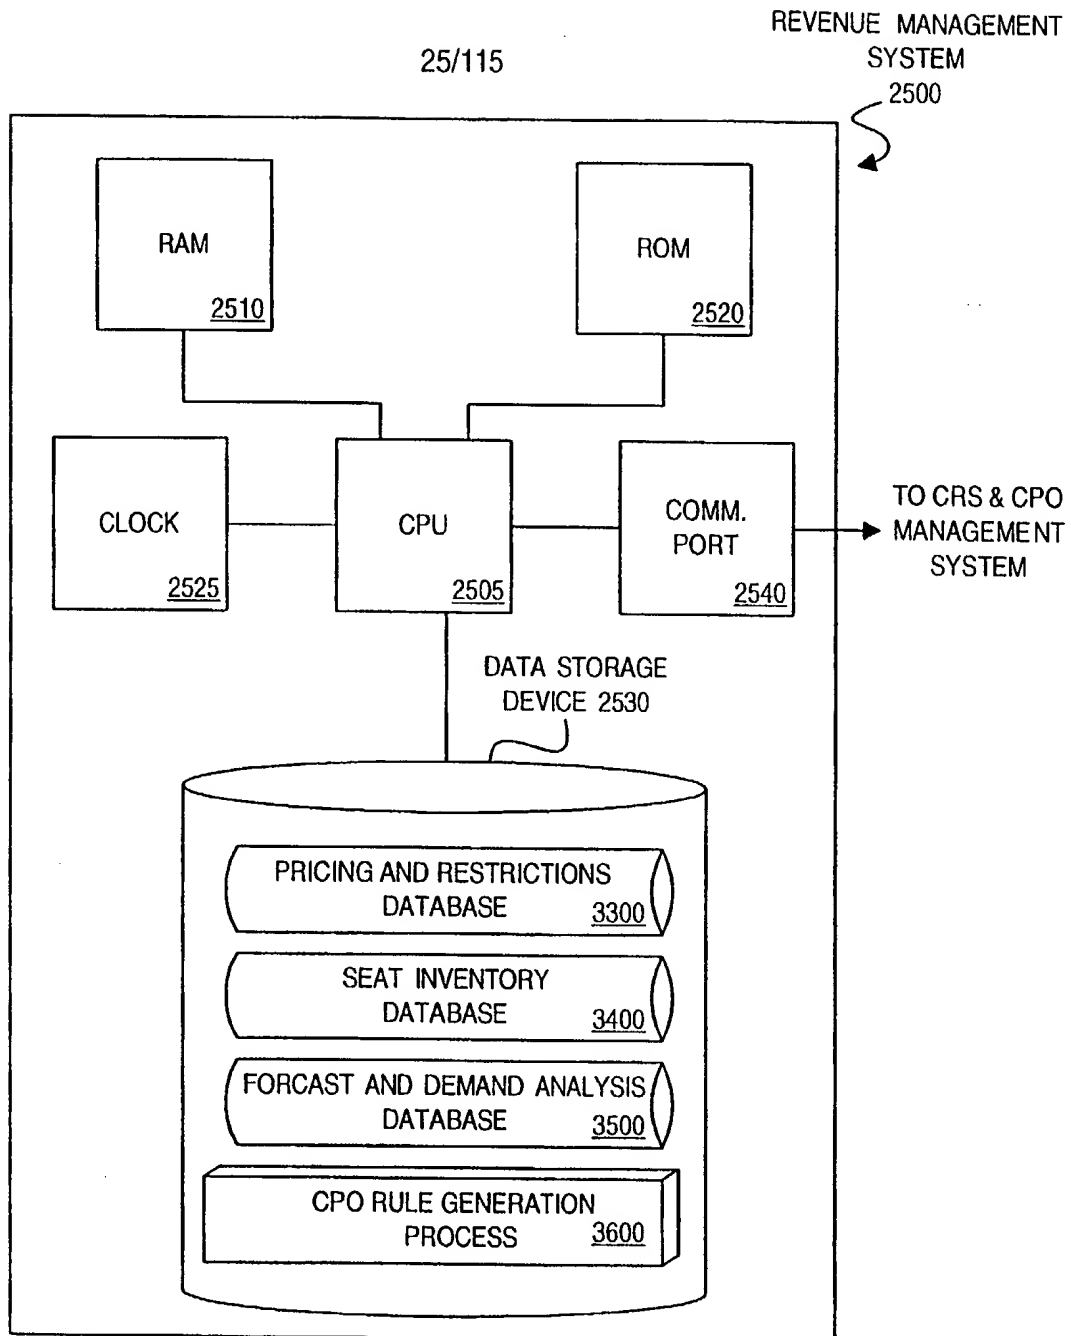 25/115
REVENUE MANAGEMENT
SYSTEM
2500
RAM
2510
ROM
2520
CLOCK
2525
CPU
2505
COMM.
PORT
2540
TO CRS & CPO
MANAGEMENT
SYSTEM
DATA STORAGE
DEVICE 2530
PRICING AND RESTRICTIONS
DATABASE
3300
SEAT INVENTORY
DATABASE
3400
FORCAST AND DEMAND ANALYSIS
DATABASE
3500
CPO RULE GENERATION
PROCESS
3600